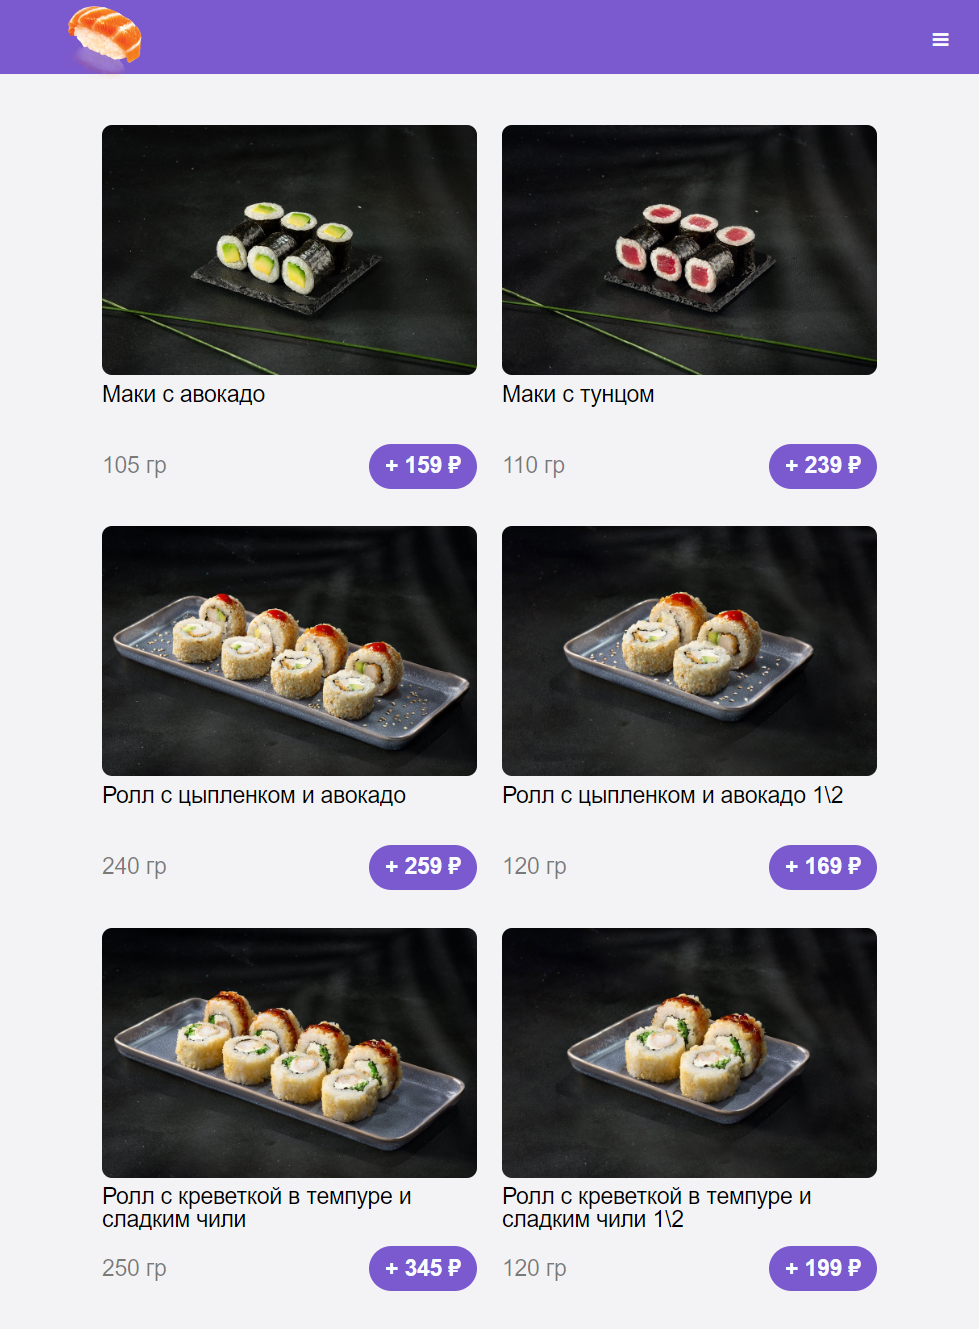 Маки с авокадо
Маки с тунцом
105 гр
+ 159 ₽
110 гр
+ 239 ₽
Ролл с цыпленком и авокадо
Ролл с цыпленком и авокадо 1\2
240 гр
+ 259 ₽
120 гр
+ 169 ₽
Ролл с креветкой в темпуре и
сладким чили
Ролл с креветкой в темпуре и
сладким чили 1\2
250 гр
+ 345 ₽
120 гр
+ 199 ₽